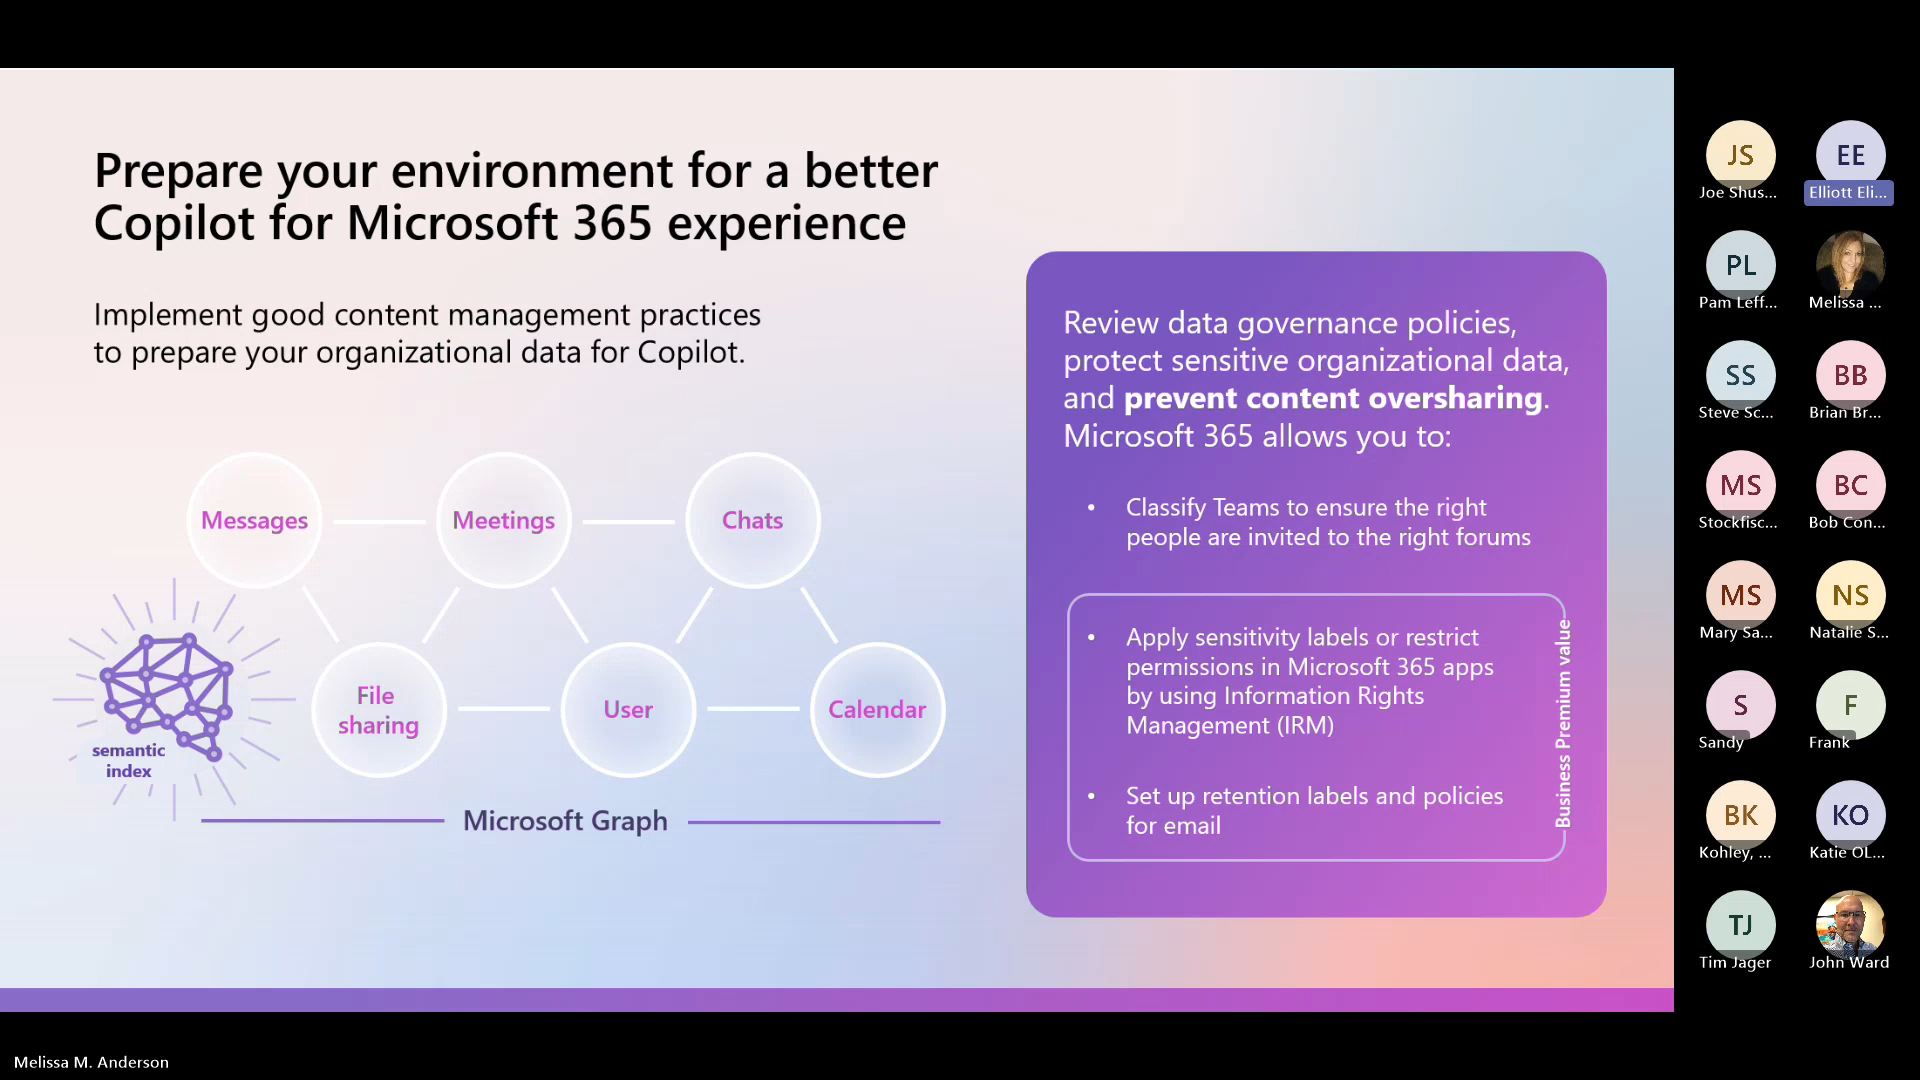 Prepare your environment for a better
Copilot for Microsoft 365 experience
Implement good content management practices
to prepare your organizational data for Copilot.
Messages
Meetings
Chats
File
sharing
User
Calendar
semantic
index
Microsoft Graph
Review data governance policies,
protect sensitive organizational data,
and prevent content oversharing.
Microsoft 365 allows you to:
• Classify Teams to ensure the right
people are invited to the right forums
• Apply sensitivity labels or restrict
permissions in Microsoft 365 apps
by using Information Rights
Management (IRM)
• Set up retention labels and policies
for email
Business Premium value
JS
Joe Shus...
EE
Elliott Eli...
PL
Pam Leff...
Melissa ...
SS
Steve Sc...
BB
Brian Br...
MS
Stockfisc...
BC
Bob Con...
MS
Mary Sa...
NS
Natalie S...
S
Sandy
F
Frank
BK
Kohley, ...
KO
Katie OL...
TJ
Tim Jager
John Ward
Melissa M. Anderson